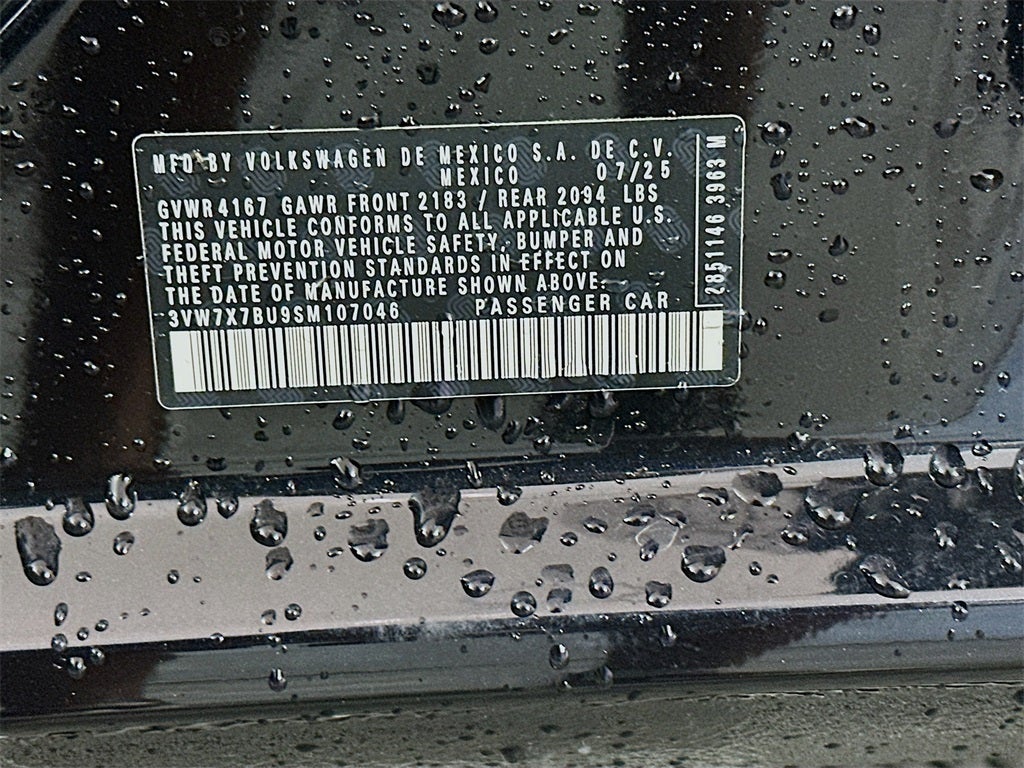 MFD BY VOLKSWAGEN DE MEXICO S.A. DE C.V.
MEXICO 07/25
GVWR4167 GAWR FRONT 2183 / REAR 2094 LBS
THIS VEHICLE CONFORMS TO ALL APPLICABLE U.S.
FEDERAL MOTOR VEHICLE SAFETY, BUMPER AND
THEFT PREVENTION STANDARDS IN EFFECT ON
THE DATE OF MANUFACTURE SHOWN ABOVE.
3VW7X7BU9SM107046 PASSENGER CAR
2851146 3963 M